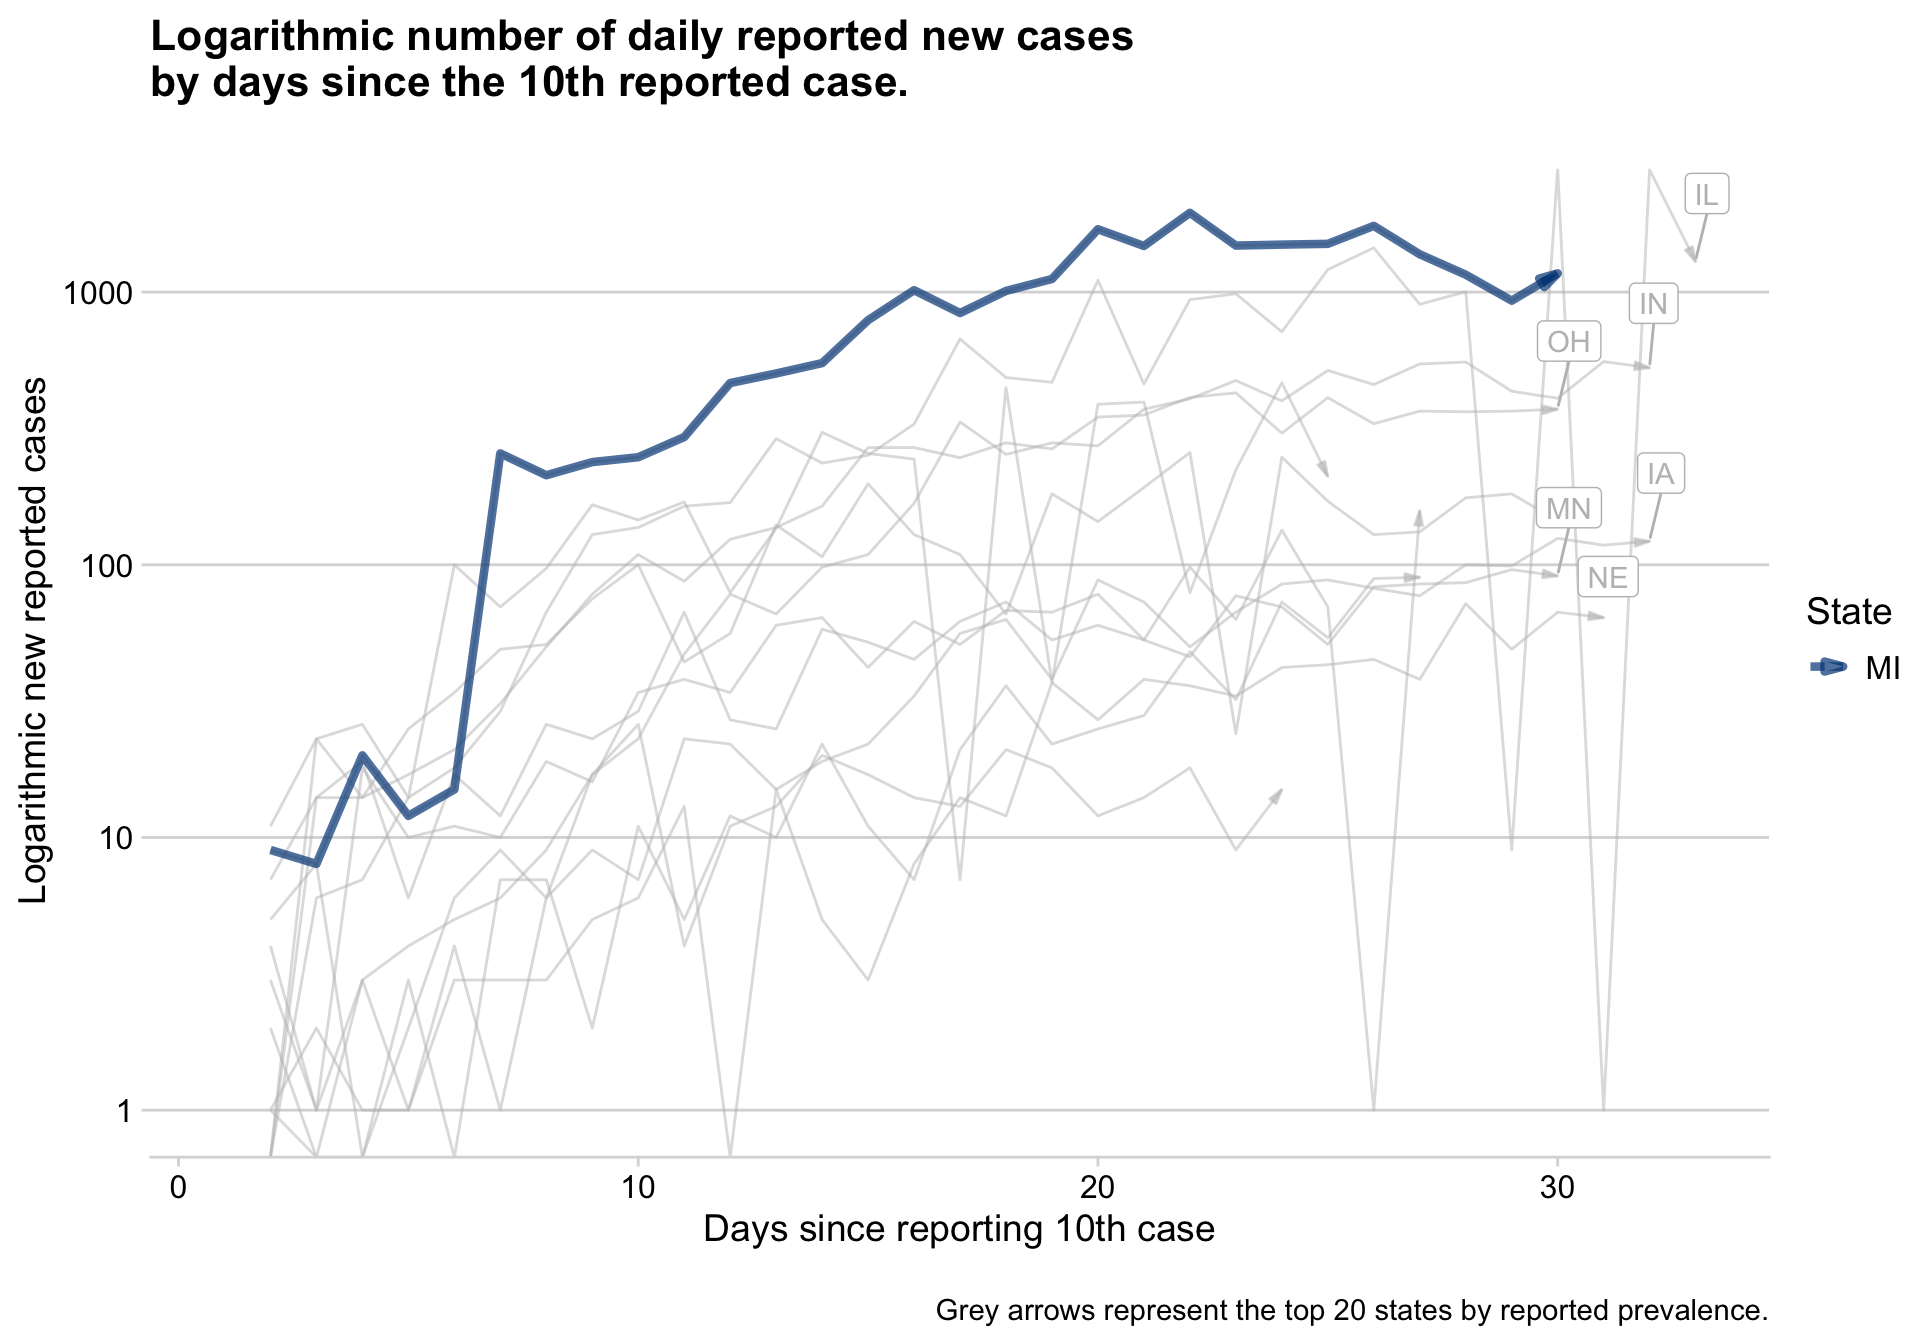 Logarithmic number of daily reported new cases
by days since the 10th reported case.
Logarithmic new reported cases
1000
100
10
1
IL
IN
OH
IA
MN
NE
State
MI
0 10 20 30
Days since reporting 10th case
Grey arrows represent the top 20 states by reported prevalence.